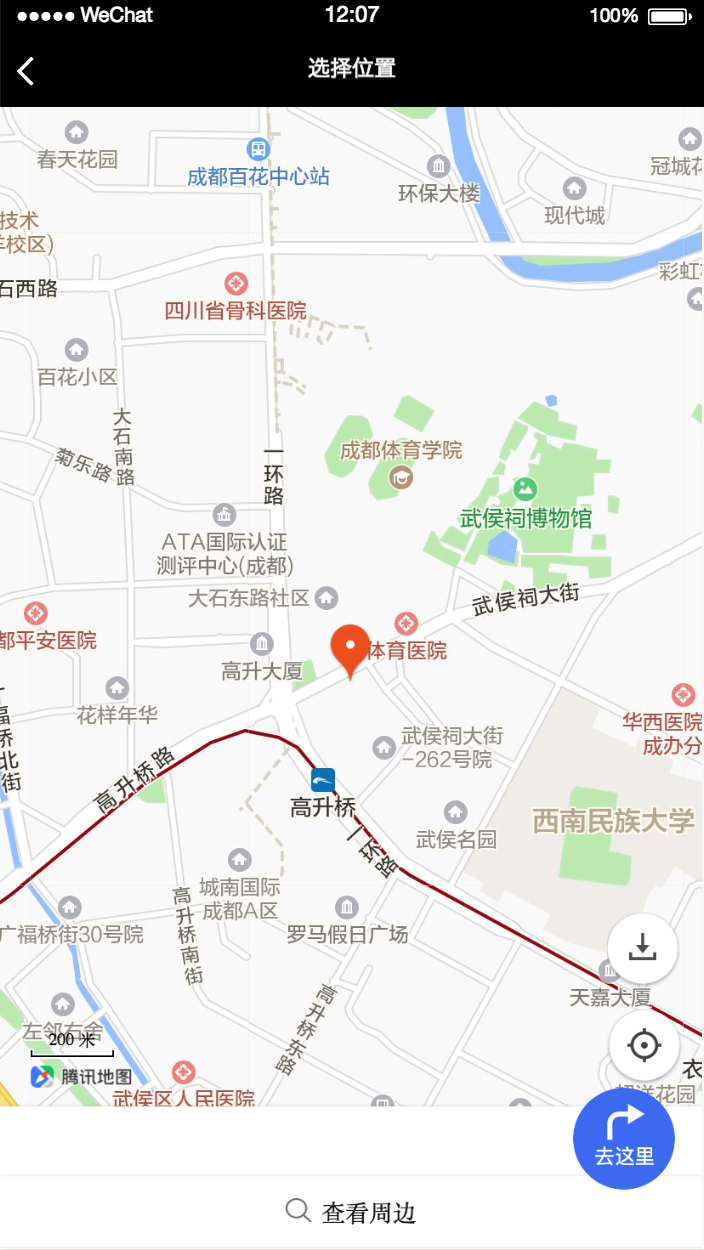 WeChat 12:07 100%
选择位置
春天花园
成都百花中心站
环保大楼
冠城花
现代城
技术
校区)
石西路
彩虹
四川省骨科医院
百花小区
大石南路
菊乐路
一环路
成都体育学院
武侯祠博物馆
ATA国际认证
测评中心(成都)
大石东路社区
武侯祠大街
都平安医院
体育医院
高升大厦
花样年华
福桥北街
华西医院
成办分
武侯祠大街
-262号院
高升桥路
高升桥
一环路
武侯名园
西南民族大学
城南国际
成都A区
高升桥南街
广福桥街30号院
罗马假日广场
天嘉大厦
高升桥东路
左邻右舍
200 米
腾讯地图
武侯区人民医院
衣
花园
去这里
查看周边